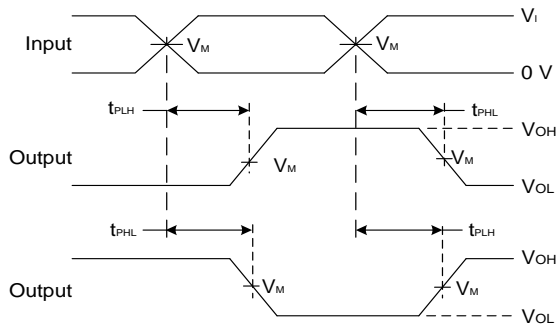 VI
Input
VM
VM
0 V
tPLH
tPHL
VOH
Output
VM
VM
VOL
tPHL
tPLH
VOH
Output
VM
VM
VOL